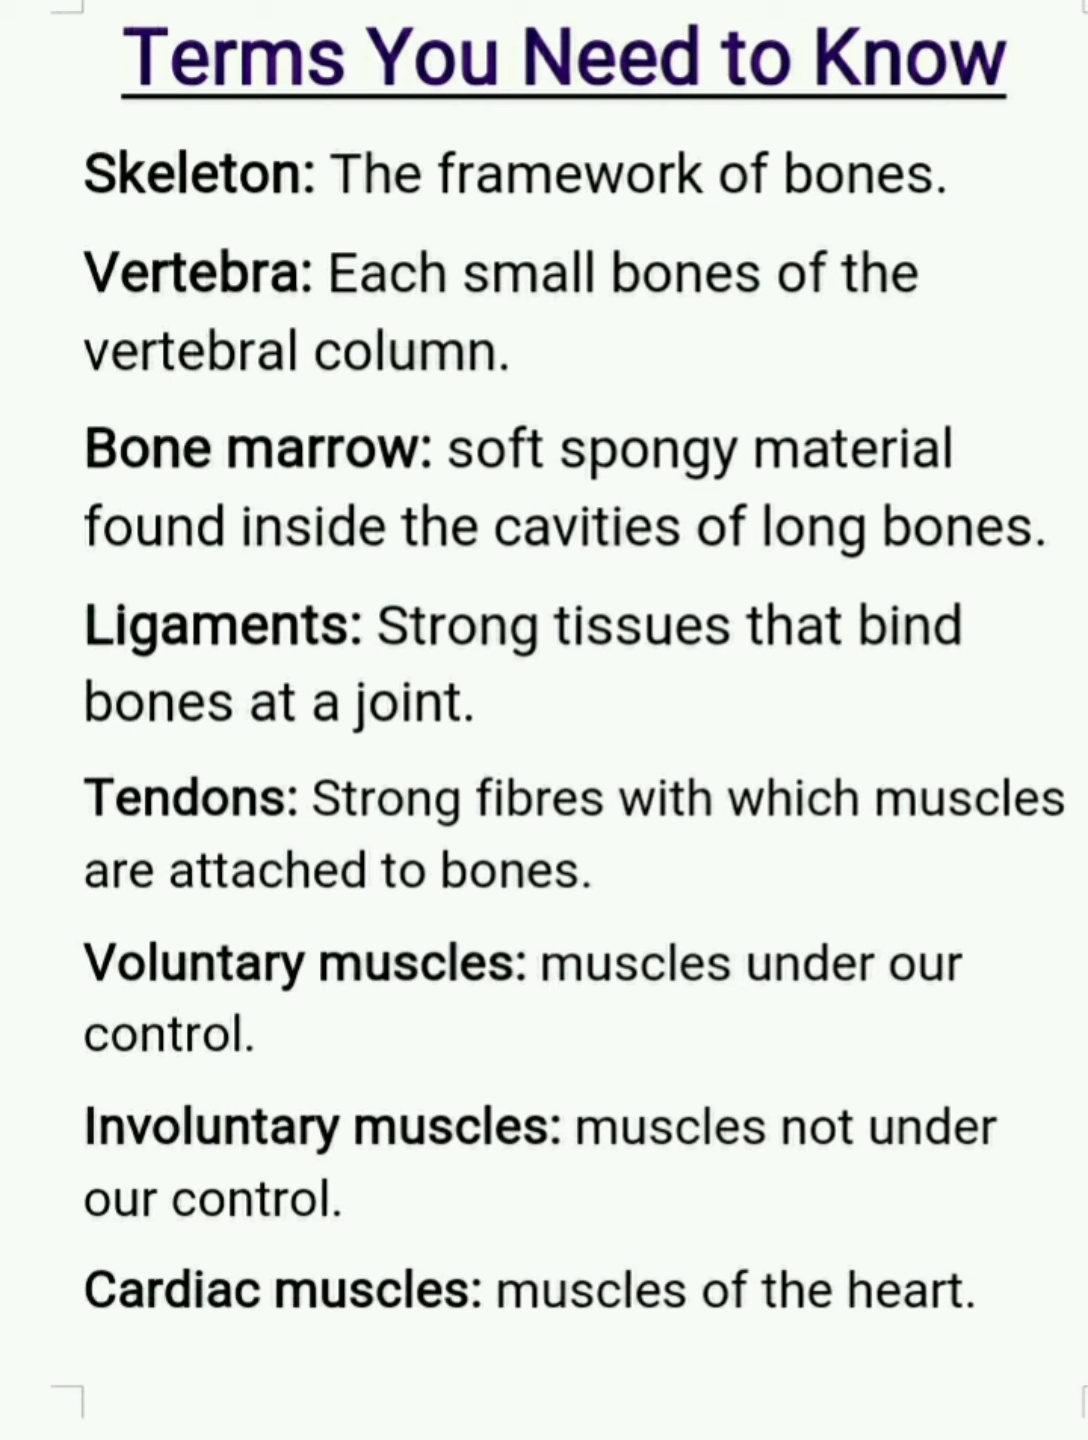 Terms You Need to Know
Skeleton: The framework of bones.
Vertebra: Each small bones of the
vertebral column.
Bone marrow: soft spongy material
found inside the cavities of long bones.
Ligaments: Strong tissues that bind
bones at a joint.
Tendons: Strong fibres with which muscles
are attached to bones.
Voluntary muscles: muscles under our
control.
Involuntary muscles: muscles not under
our control.
Cardiac muscles: muscles of the heart.